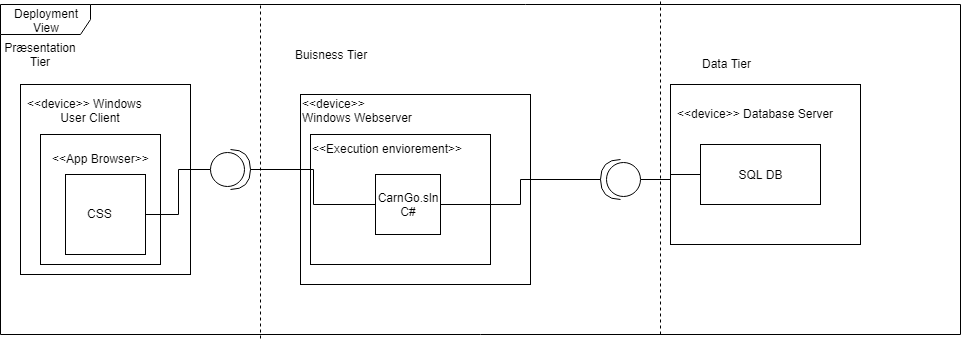 Deployment
View
Præsentation
Tier
Buisness Tier
Data Tier
<<device>> Windows
User Client
<<App Browser>>
CSS
<<device>>
Windows Webserver
<<Execution enviorement>>
CarnGo.sln
C#
<<device>> Database Server
SQL DB